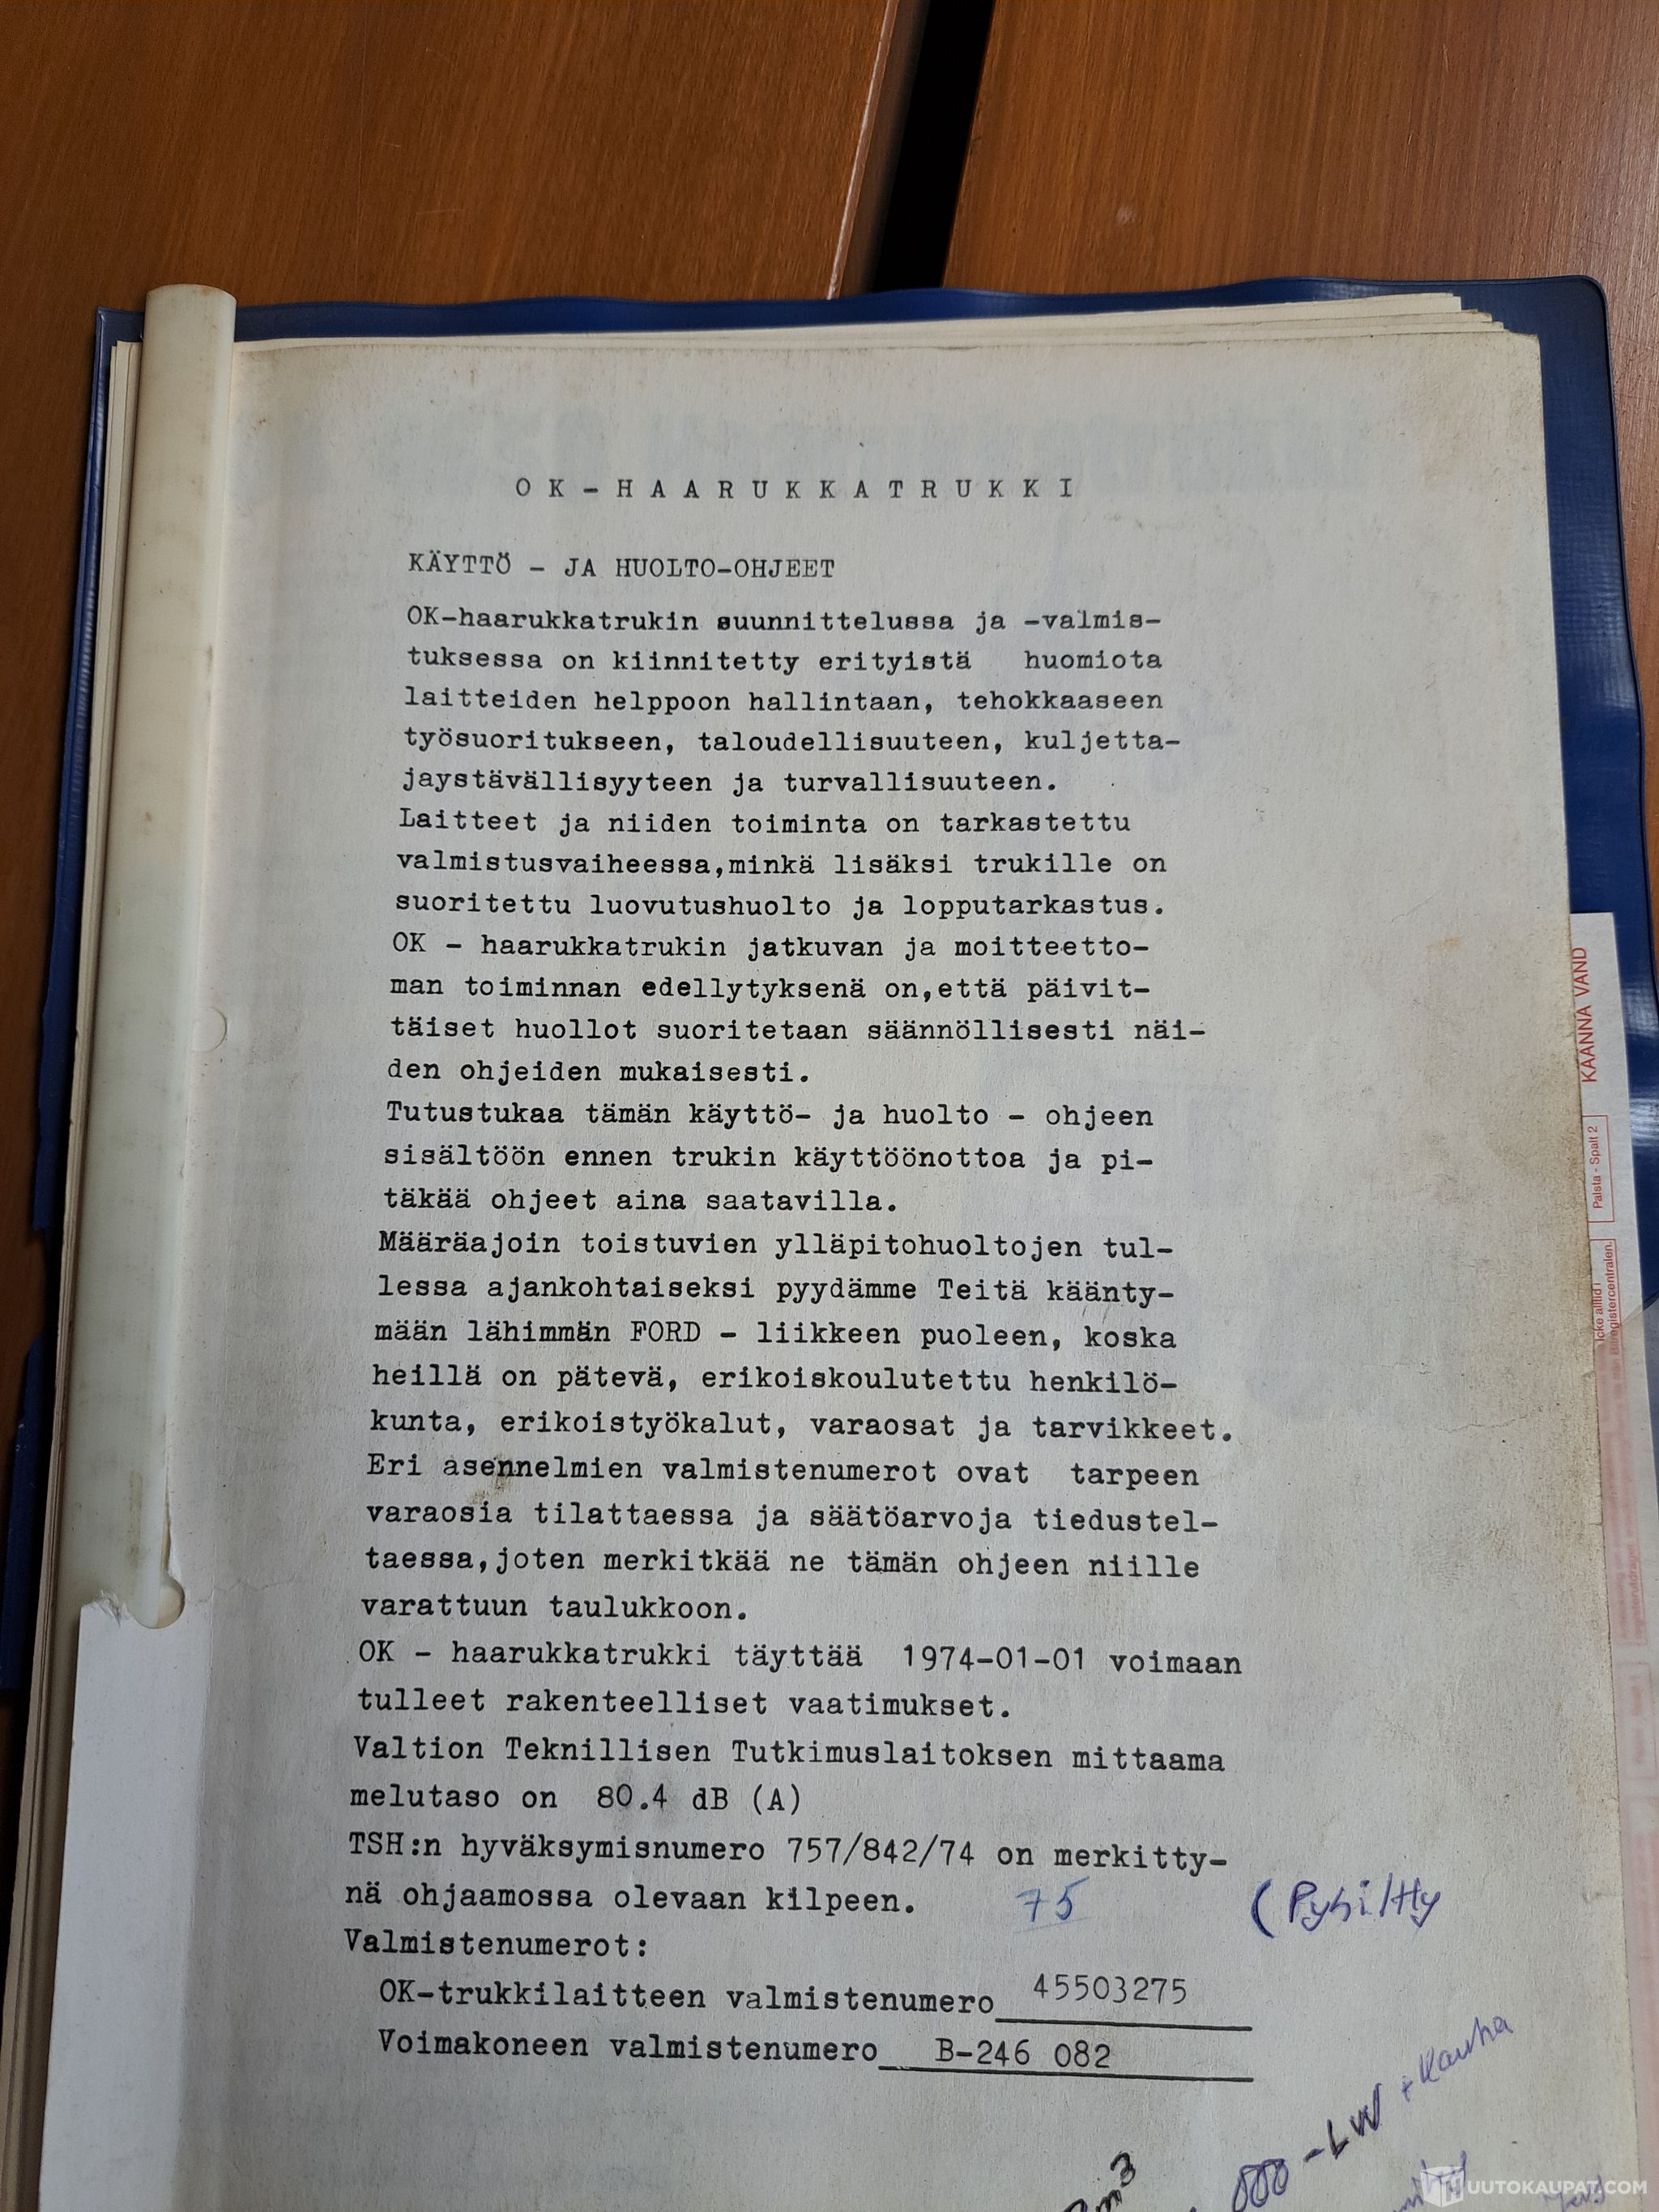 OK-HAARUKKATRUKKI
KÄYTTÖ - JA HUOLTO-OHJEET
OK-haarukkatrukin suunnittelussa ja -valmis-
tuksessa on kiinnitetty erityistä huomiota
laitteiden helppoon hallintaan, tehokkaaseen
työsuoritukseen, taloudellisuuteen, kuljetta-
jaystävällisyyteen ja turvallisuuteen.
Laitteet ja niiden toiminta on tarkastettu
valmistusvaiheessa,minkä lisäksi trukille on
suoritettu luovutushuolto ja lopputarkastus.
OK - haarukkatrukin jatkuvan ja moitteetto-
man toiminnan edellytyksenä on,että päivit-
täiset huollot suoritetaan säännöllisesti näi-
den ohjeiden mukaisesti.
Tutustukaa tämän käyttö- ja huolto - ohjeen
sisältöön ennen trukin käyttöönottoa ja pi-
täkää ohjeet aina saatavilla.
Määräajoin toistuvien ylläpitohuoltojen tul-
lessa ajankohtaiseksi pyydämme Teitä käänty-
mään lähimmän FORD - liikkeen puoleen, koska
heillä on pätevä, erikoiskoulutettu henkilö-
kunta, erikoistyökalut, varaosat ja tarvikkeet.
Eri asennelmien valmistenumerot ovat tarpeen
varaosia tilattaessa ja säätöarvoja tiedustel-
taessa,joten merkitkää ne tämän ohjeen niille
varattuun taulukkoon.
OK - haarukkatrukki täyttää 1974-01-01 voimaan
tulleet rakenteelliset vaatimukset.
Valtion Teknillisen Tutkimuslaitoksen mittaama
melutaso on 80.4 dB (A)
TSH:n hyväksymisnumero 757/842/74 on merkitty-
nä ohjaamossa olevaan kilpeen. 75
Valmistenumerot:
OK-trukkilaitteen valmistenumero 45503275
Voimakoneen valmistenumero B-246 082
-LW + Kauha
KÄÄNNÄ VÄND
Palsta - Spalt 2
Icke alltid i
Bilregistercentralen.
UUTOKAUPAT.COM